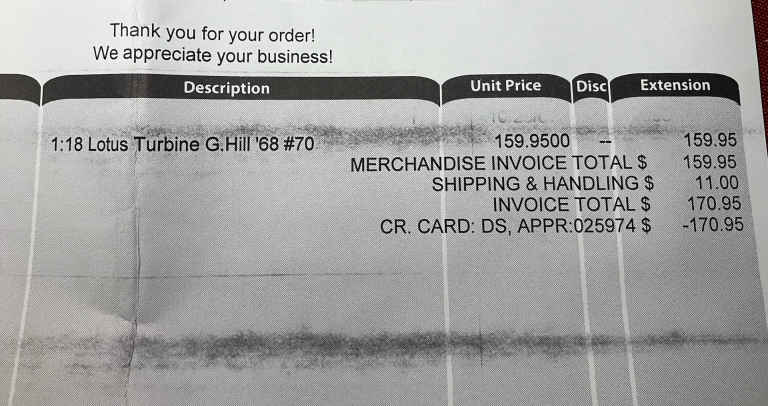 Thank you for your order!
We appreciate your business!
Description Unit Price Disc Extension
1:18 Lotus Turbine G.Hill '68 #70 159.9500 -- 159.95
MERCHANDISE INVOICE TOTAL $ 159.95
SHIPPING & HANDLING $ 11.00
INVOICE TOTAL $ 170.95
CR. CARD: DS, APPR:025974 $ -170.95